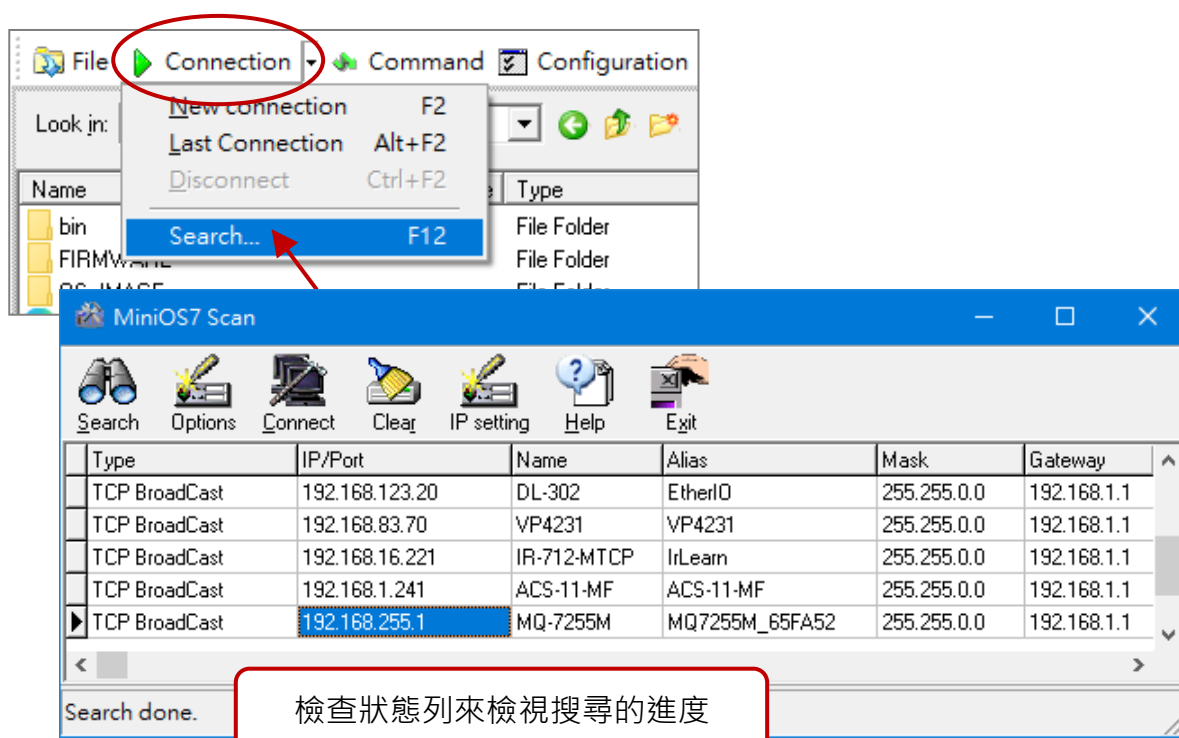 File Connection Command Configuration
New connection F2
Look in:
Last Connection Alt+F2
Disconnect Ctrl+F2
Name Type
bin File Folder
Search... F12
File Folder
MiniOS7 Scan
Search Options Connect Clear IP setting Help Exit
Type IP/Port Name Alias Mask Gateway
TCP BroadCast 192.168.123.20 DL-302 EtherIO 255.255.0.0 192.168.1.1
TCP BroadCast 192.168.83.70 VP4231 VP4231 255.255.0.0 192.168.1.1
TCP BroadCast 192.168.16.221 IR-712-MTCP IrLearn 255.255.0.0 192.168.1.1
TCP BroadCast 192.168.1.241 ACS-11-MF ACS-11-MF 255.255.0.0 192.168.1.1
TCP BroadCast 192.168.255.1 MQ-7255M MQ7255M_65FA52 255.255.0.0 192.168.1.1
Search done.
檢查狀態列來檢視搜尋的進度